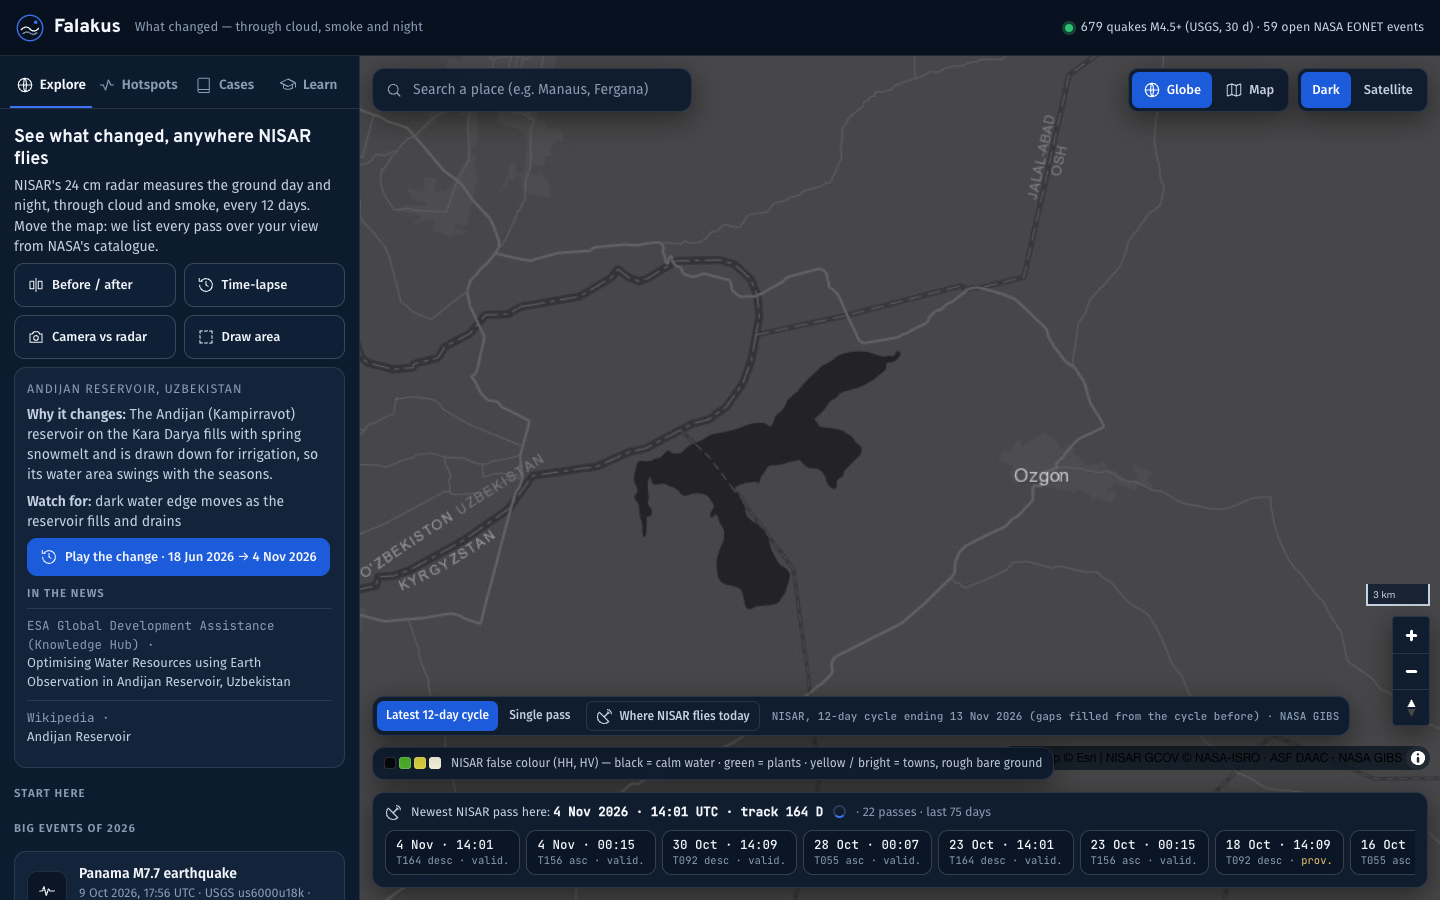 Falakus
What changed — through cloud, smoke and night
679 quakes M4.5+ (USGS, 30 d) · 59 open NASA EONET events
Explore
Hotspots
Cases
Learn
See what changed, anywhere NISAR
flies
NISAR's 24 cm radar measures the ground day and
night, through cloud and smoke, every 12 days.
Move the map: we list every pass over your view
from NASA's catalogue.
Before / after
Time-lapse
Camera vs radar
Draw area
ANDIJAN RESERVOIR, UZBEKISTAN
Why it changes: The Andijan (Kampirravot)
reservoir on the Kara Darya fills with spring
snowmelt and is drawn down for irrigation, so
its water area swings with the seasons.
Watch for: dark water edge moves as the
reservoir fills and drains
Play the change · 18 Jun 2026 → 4 Nov 2026
IN THE NEWS
ESA Global Development Assistance
(Knowledge Hub) ·
Optimising Water Resources using Earth
Observation in Andijan Reservoir, Uzbekistan
Wikipedia ·
Andijan Reservoir
START HERE
BIG EVENTS OF 2026
Panama M7.7 earthquake
9 Oct 2026, 17:56 UTC · USGS us6000u18k ·
Search a place (e.g. Manaus, Fergana)
Globe
Map
Dark
Satellite
JALAL-ABAD
OSH
Ozgon
O'ZBEKISTON UZBEKISTAN
KYRGYZSTAN
3 km
Latest 12-day cycle
Single pass
Where NISAR flies today
NISAR, 12-day cycle ending 13 Nov 2026 (gaps filled from the cycle before) · NASA GIBS
NISAR false colour (HH, HV) — black = calm water · green = plants · yellow / bright = towns, rough bare ground
p © Esri | NISAR GCOV © NASA-ISRO · ASF DAAC · NASA GIBS
Newest NISAR pass here: 4 Nov 2026 · 14:01 UTC · track 164 D · 22 passes · last 75 days
4 Nov · 14:01
T164 desc · valid.
4 Nov · 00:15
T156 asc · valid.
30 Oct · 14:09
T092 desc · valid.
28 Oct · 00:07
T055 asc · valid.
23 Oct · 14:01
T164 desc · valid.
23 Oct · 00:15
T156 asc · valid.
18 Oct · 14:09
T092 desc · prov.
16 Oct
T055 asc